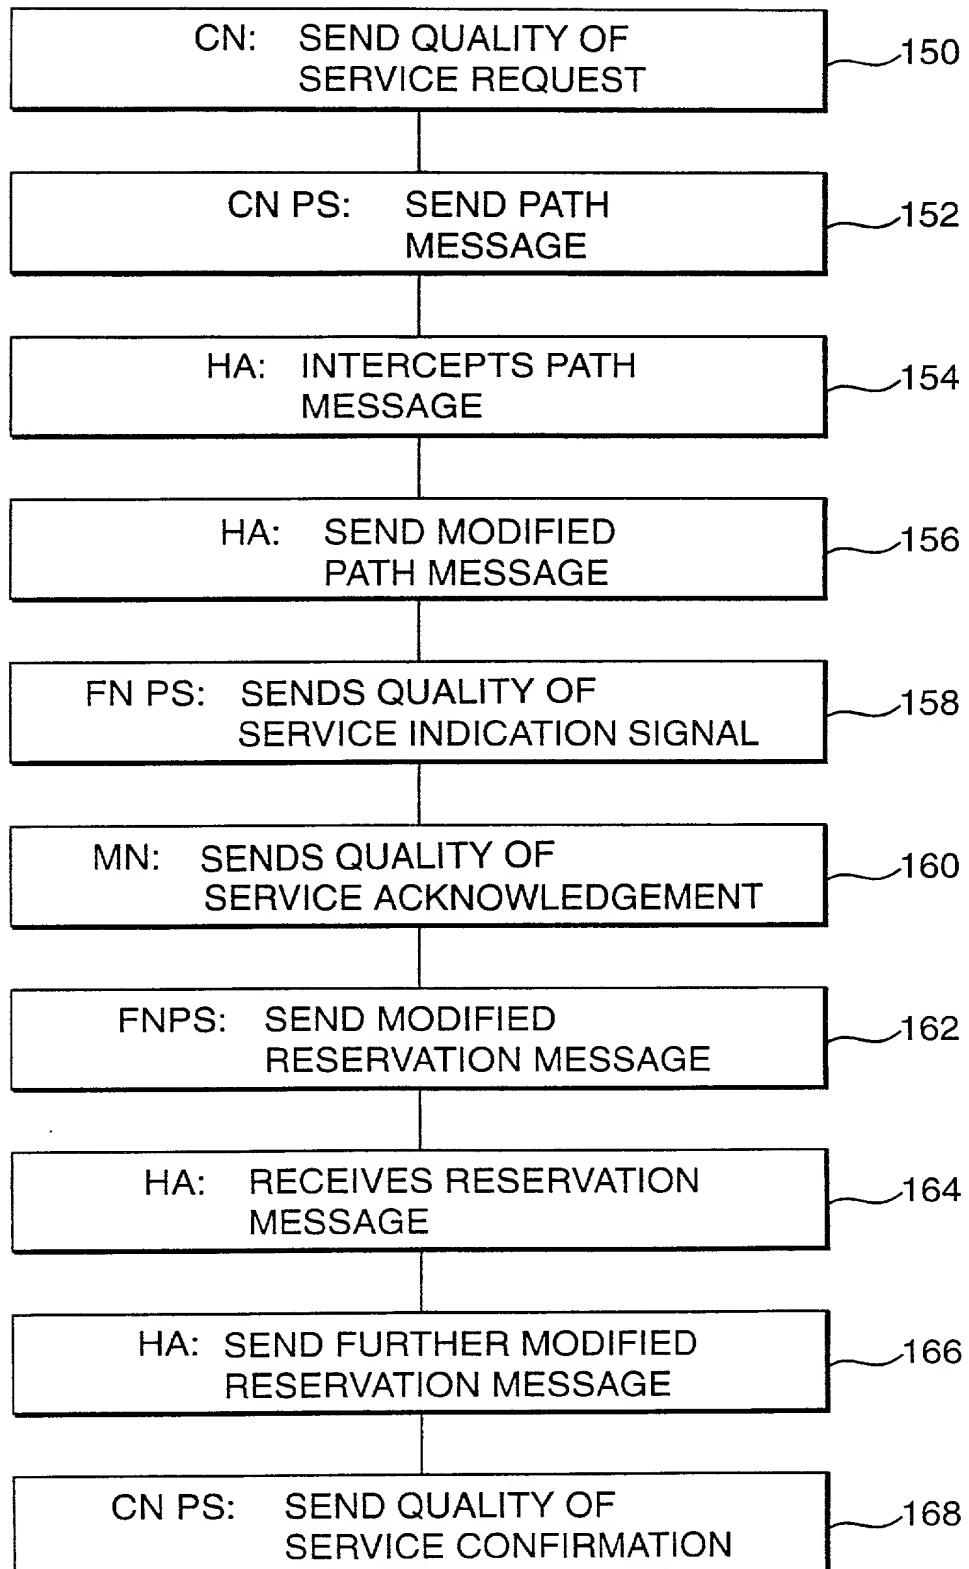 CN: SEND QUALITY OF
SERVICE REQUEST
150
CN PS: SEND PATH
MESSAGE
152
HA: INTERCEPTS PATH
MESSAGE
154
HA: SEND MODIFIED
PATH MESSAGE
156
FN PS: SENDS QUALITY OF
SERVICE INDICATION SIGNAL
158
MN: SENDS QUALITY OF
SERVICE ACKNOWLEDGEMENT
160
FNPS: SEND MODIFIED
RESERVATION MESSAGE
162
HA: RECEIVES RESERVATION
MESSAGE
164
HA: SEND FURTHER MODIFIED
RESERVATION MESSAGE
166
CN PS: SEND QUALITY OF
SERVICE CONFIRMATION
168